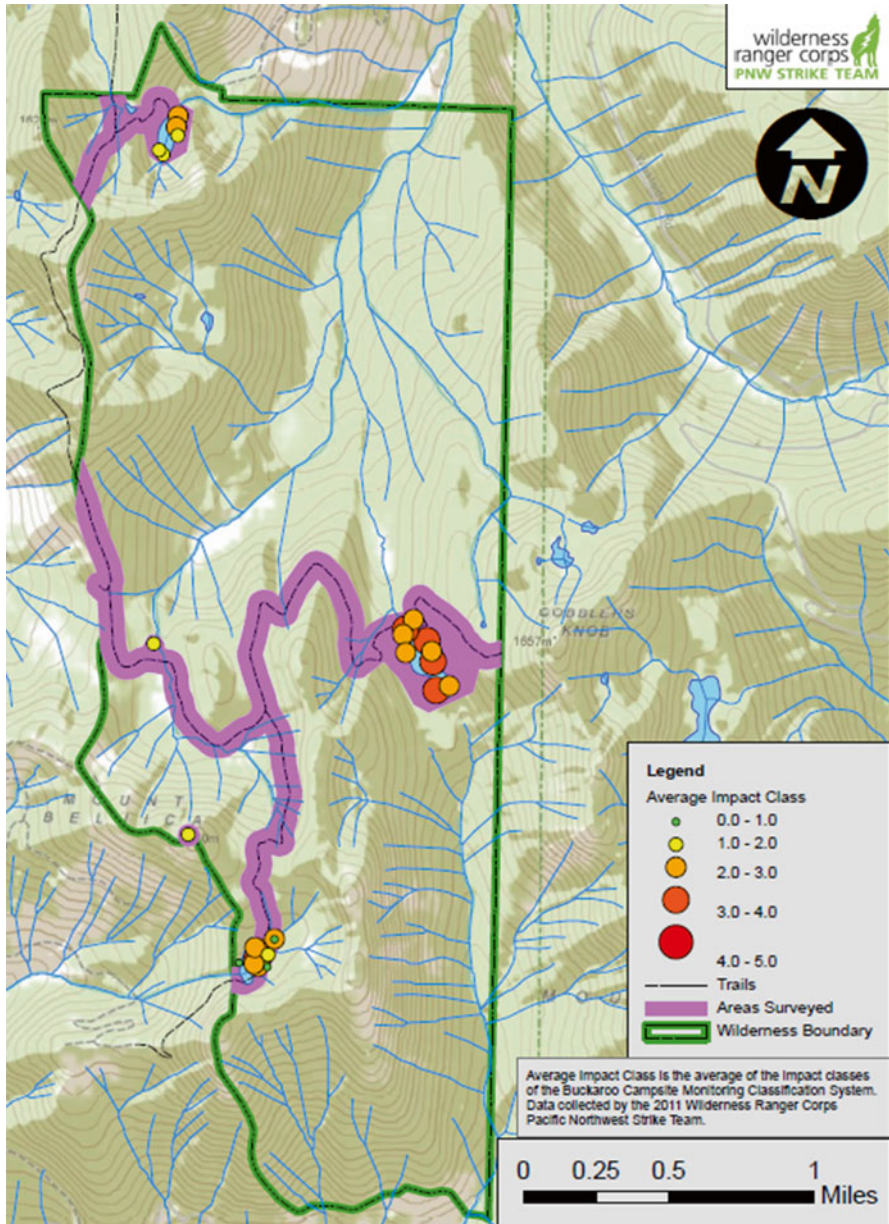 wilderness
ranger corps
PNW STRIKE TEAM
N
GOBBLERS
KNOB
1657m
MOUNT
Legend
Average Impact Class
0.0 - 1.0
1.0 - 2.0
2.0 - 3.0
3.0 - 4.0
4.0 - 5.0
Trails
Areas Surveyed
Wilderness Boundary
Average Impact Class is the average of the impact classes
of the Buckaroo Campsite Monitoring Classification System.
Data collected by the 2011 Wilderness Ranger Corps
Pacific Northwest Strike Team.
0 0.25 0.5 1
Miles